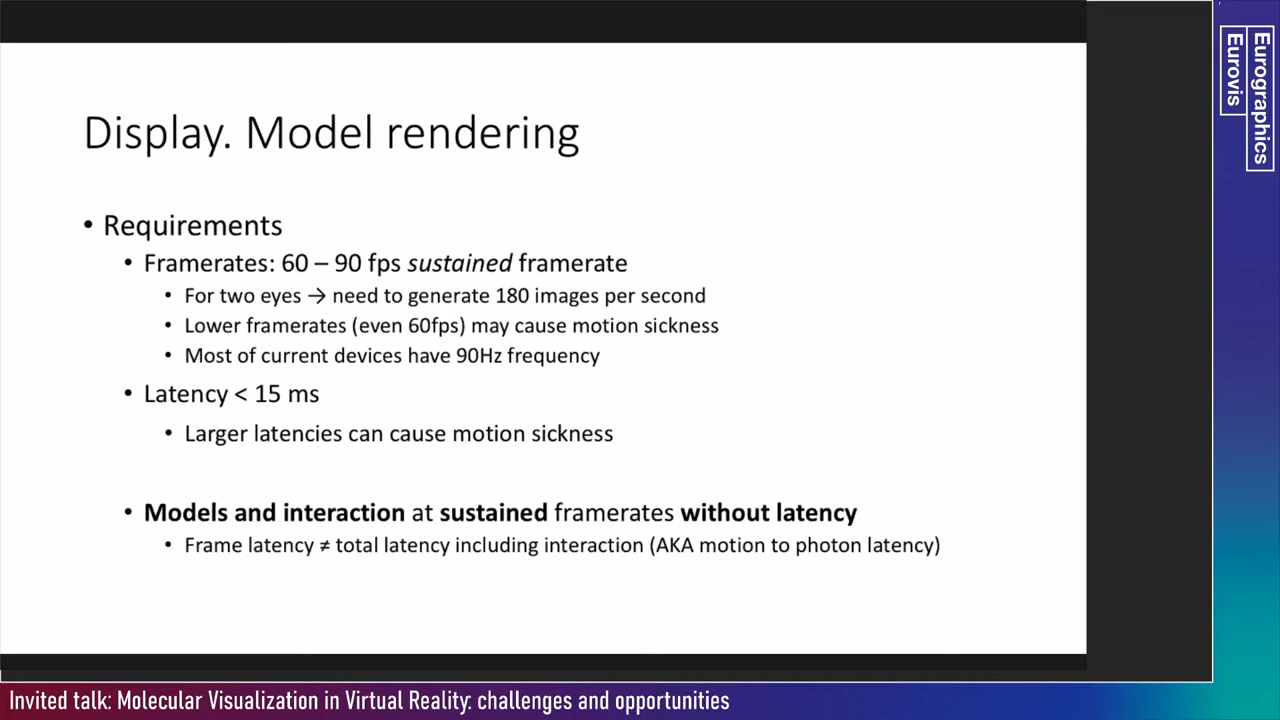 Display. Model rendering
• Requirements
• Framerates: 60 – 90 fps sustained framerate
• For two eyes → need to generate 180 images per second
• Lower framerates (even 60fps) may cause motion sickness
• Most of current devices have 90Hz frequency
• Latency < 15 ms
• Larger latencies can cause motion sickness
• Models and interaction at sustained framerates without latency
• Frame latency ≠ total latency including interaction (AKA motion to photon latency)
Eurographics
Eurovis
Invited talk: Molecular Visualization in Virtual Reality: challenges and opportunities